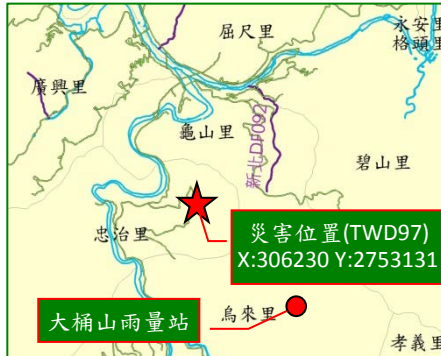 屈尺里
永安里
格頭里
廣興里
龜山里
新北DF092
碧山里
忠治里
災害位置(TWD97)
X:306230 Y:2753131
大桶山雨量站
烏來里
孝義里